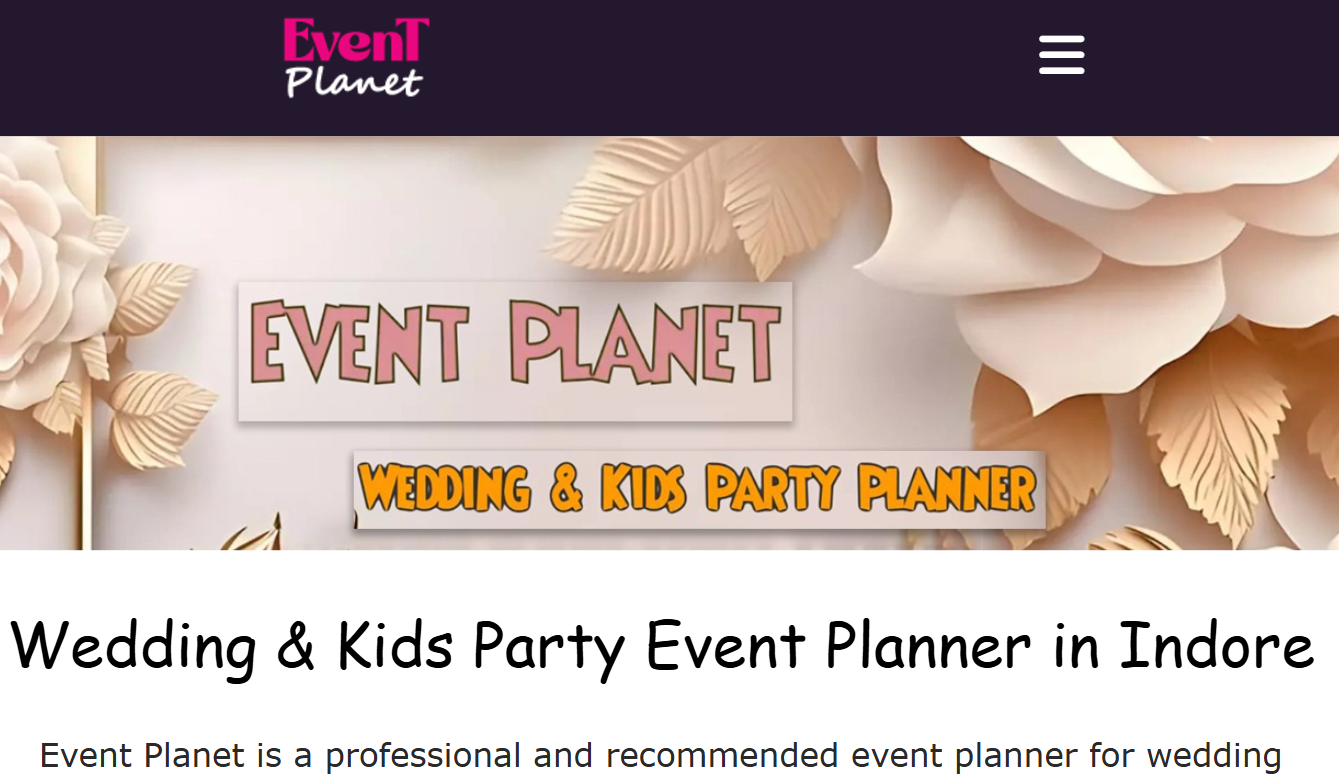 EvenT
Planet
EVENT PLANET
WEDDING & KIDS PARTY PLANNER
Wedding & Kids Party Event Planner in Indore
Event Planet is a professional and recommended event planner for wedding